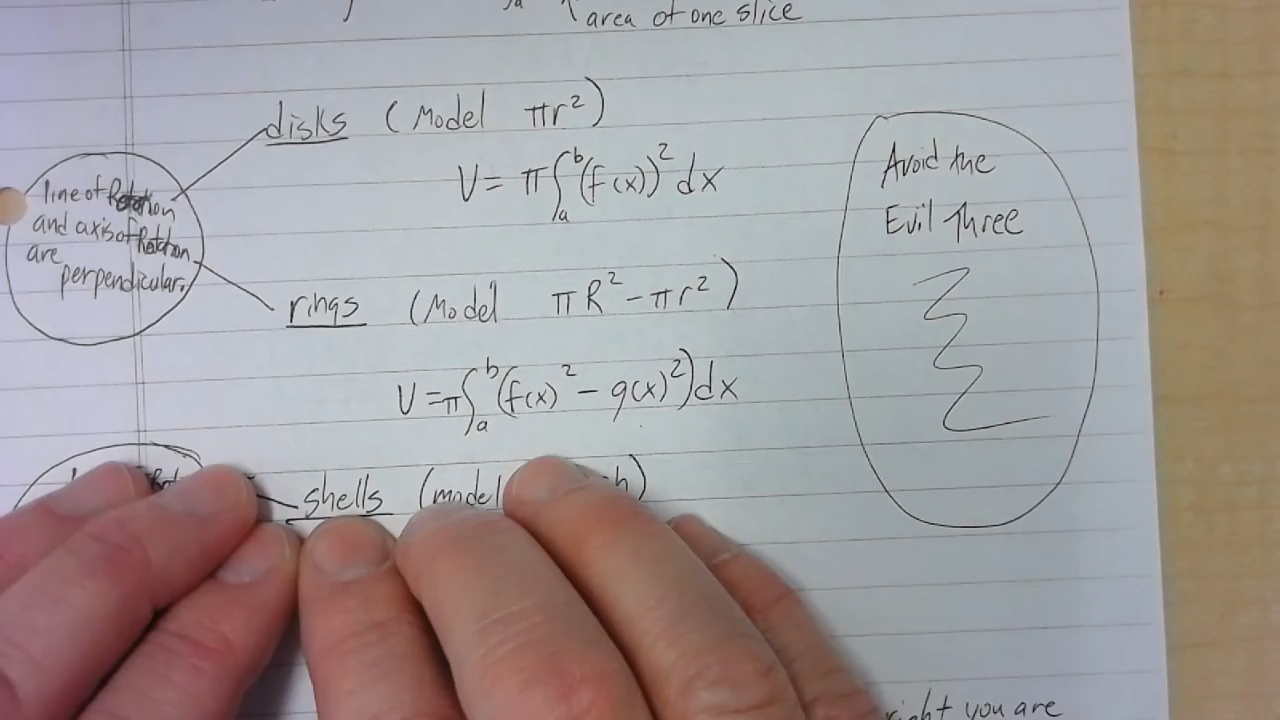 area of one slice
disks (Model πr²)
V = π∫ₐᵇ(f(x))² dx
line of Rotation
and axis of Rotation
are
perpendicular.
rings (Model πR² - πr²)
V = π∫ₐᵇ(f(x)² - g(x)²)dx
shells (model h)
Avoid the
Evil Three
right you are